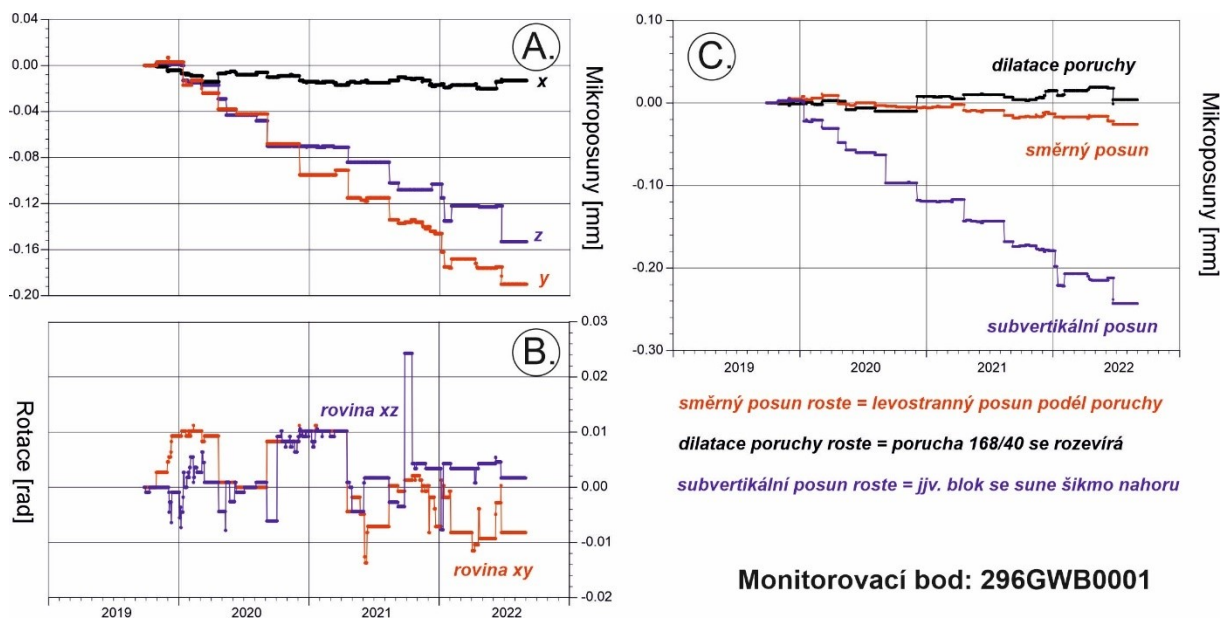 0.04
0.00
-0.04
-0.08
-0.12
-0.16
-0.20
A.
x
z
y
Mikroposuny [mm]
0.03
0.02
0.01
0.00
-0.01
-0.02
B.
rovina xz
rovina xy
Rotace [rad]
2019 2020 2021 2022
0.10
0.00
-0.10
-0.20
-0.30
C.
dilatace poruchy
směrný posun
subvertikální posun
Mikroposuny [mm]
2019 2020 2021 2022
směrný posun roste = levostranný posun podél poruchy
dilatace poruchy roste = porucha 168/40 se rozevírá
subvertikální posun roste = jjv. blok se sune šikmo nahoru
Monitorovací bod: 296GWB0001